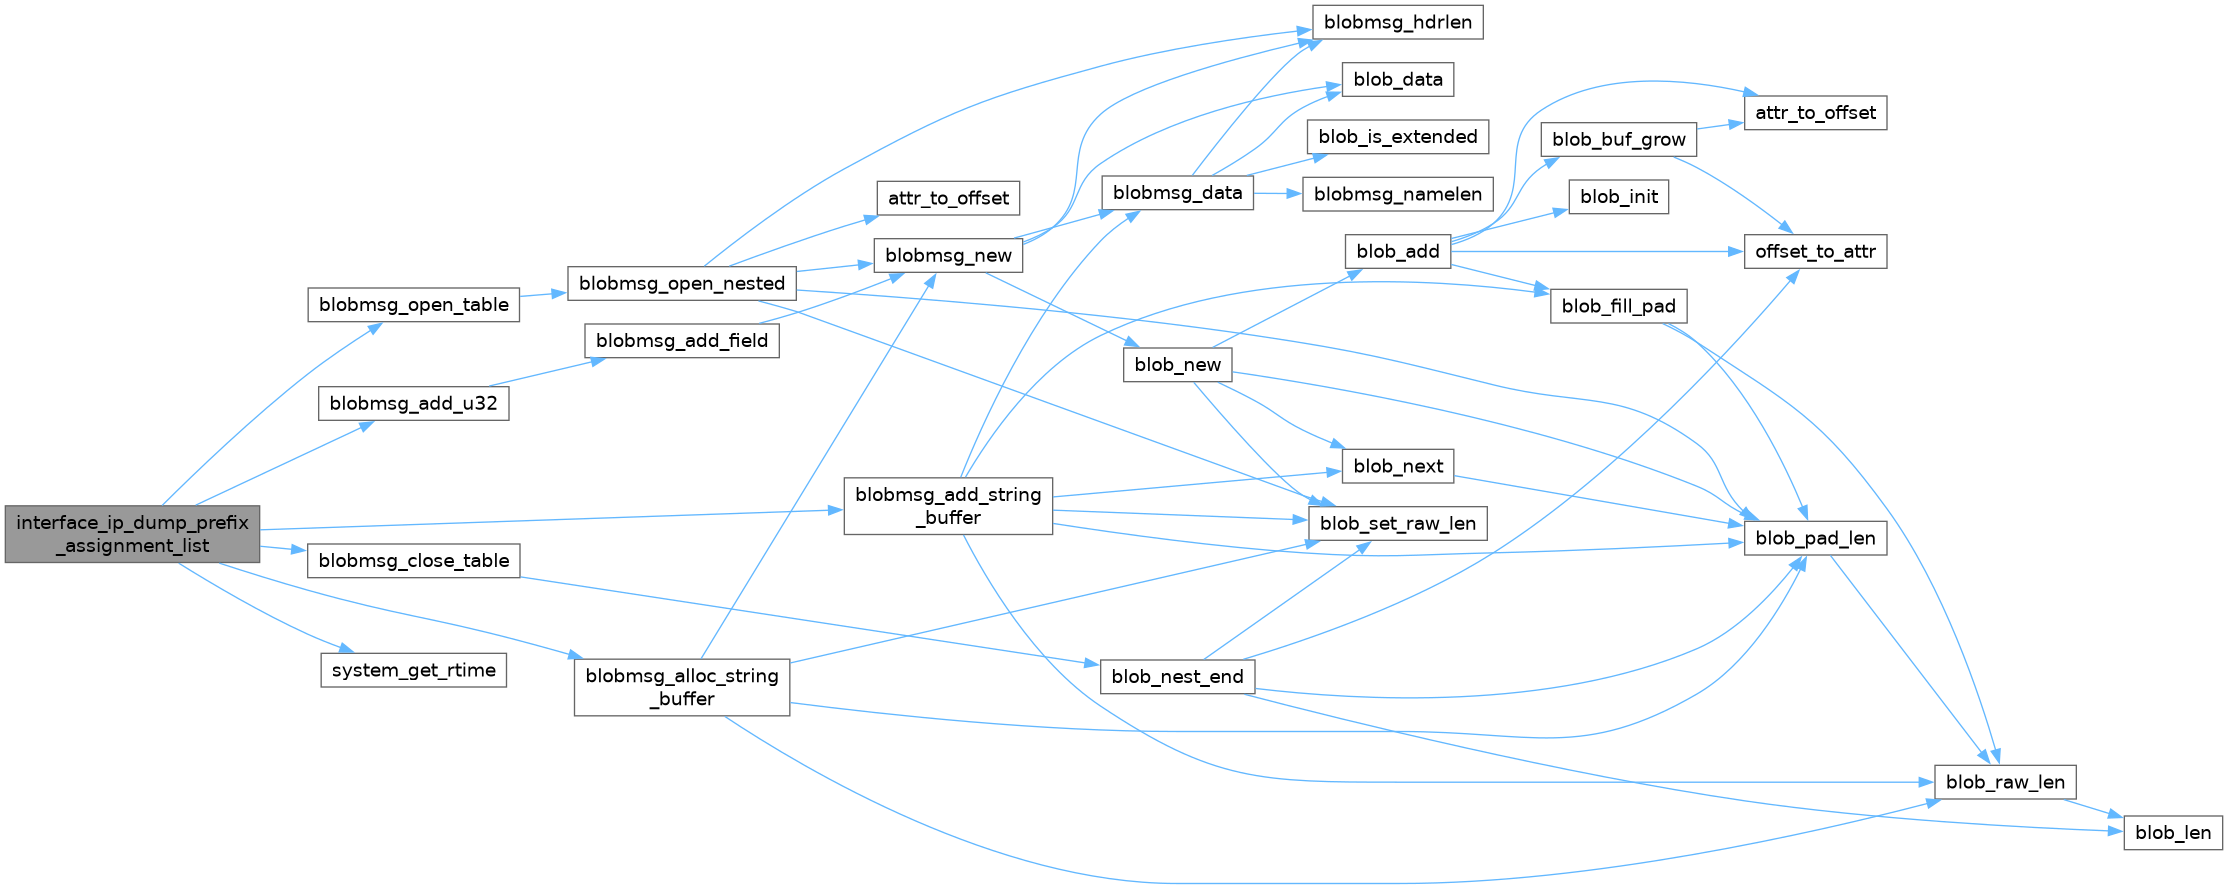 interface_ip_dump_prefix
_assignment_list
blobmsg_open_table
blobmsg_add_u32
blobmsg_close_table
system_get_rtime
blobmsg_open_nested
blobmsg_add_field
blobmsg_alloc_string
_buffer
attr_to_offset
blobmsg_new
blobmsg_add_string
_buffer
blobmsg_data
blob_new
blob_nest_end
blobmsg_hdrlen
blob_data
blob_is_extended
blobmsg_namelen
blob_add
blob_next
blob_set_raw_len
blob_buf_grow
blob_init
blob_fill_pad
attr_to_offset
offset_to_attr
blob_pad_len
blob_raw_len
blob_len